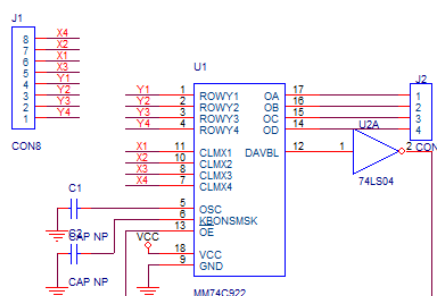 J1
8 X4
7 X2
6 X1
5 X3
4 Y1
3 Y2
2 Y3
1 Y4
CON8
U1
Y1 1 ROWY1 OA 17 1
Y2 2 ROWY2 OB 16 2
Y3 3 ROWY3 OC 15 3
Y4 4 ROWY4 OD 14 4
J2
CON
X1 11 CLMX1 DAVBL 12
X2 10 CLMX2
X3 8 CLMX3
X4 7 CLMX4
U2A
1 2
74LS04
C1
CAP NP
5 OSC
6 KBONSMSK
13 OE
VCC
18 VCC
9 GND
CAP NP
MM74C922